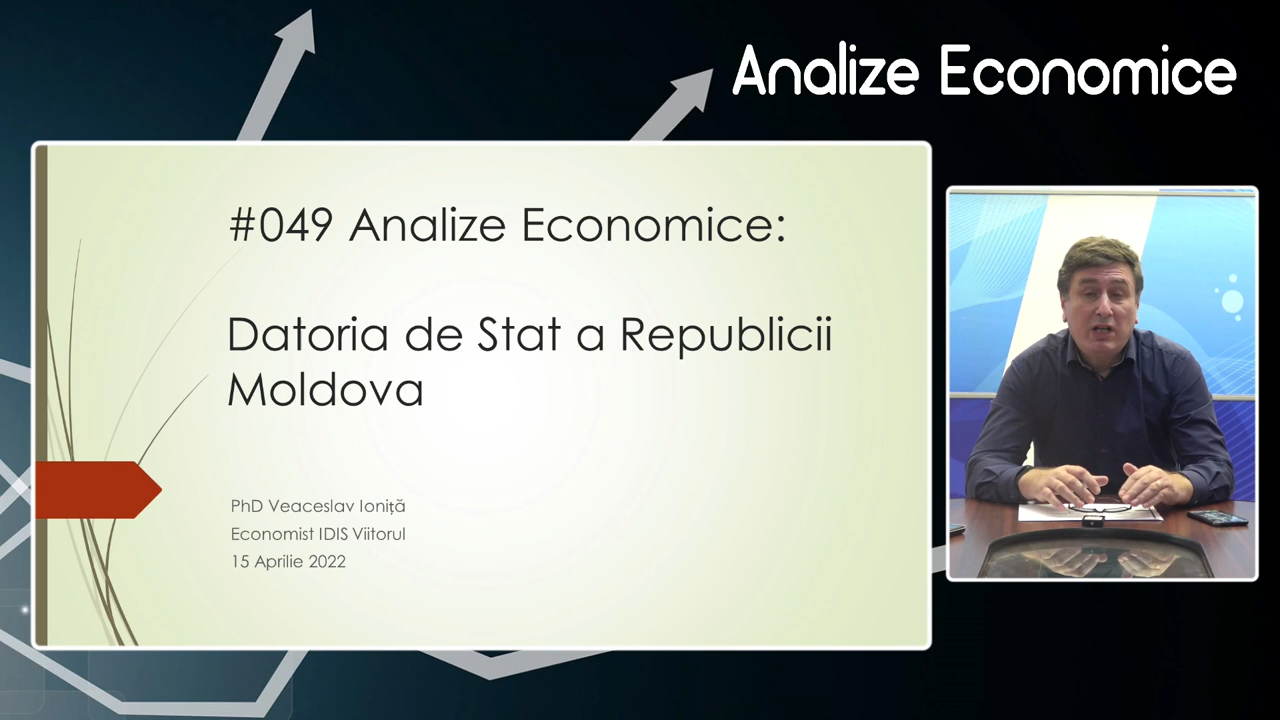 Analize Economice
#049 Analize Economice:
Datoria de Stat a Republicii
Moldova
PhD Veaceslav Ioniță
Economist IDIS Viitorul
15 Aprilie 2022